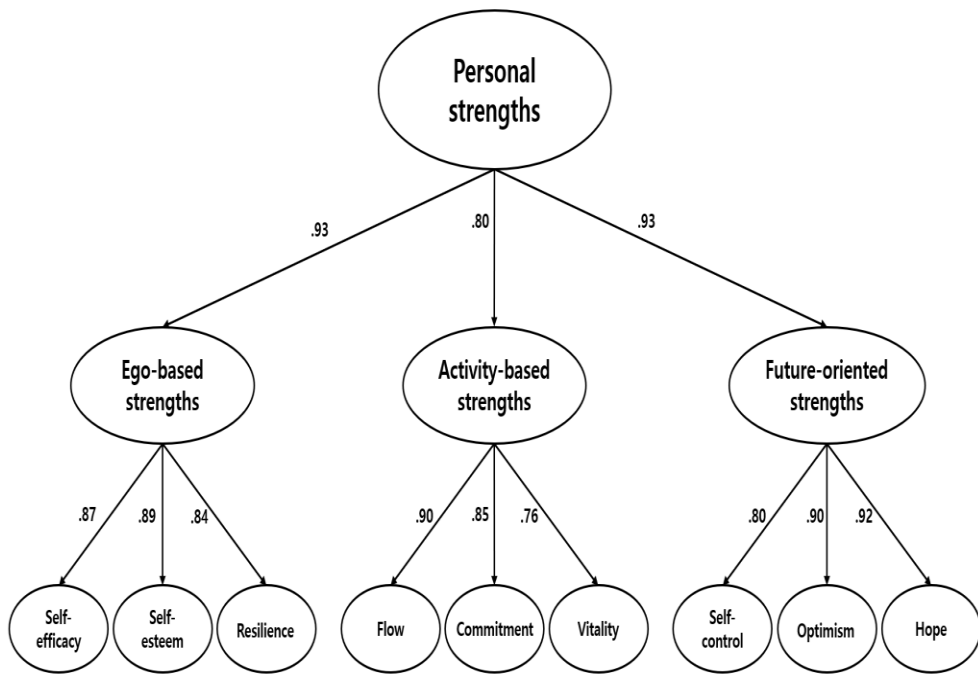 Personal
strengths
.93
.80
.93
Ego-based
strengths
Activity-based
strengths
Future-oriented
strengths
.87
.89
.84
.90
.85
.76
.80
.90
.92
Self-
efficacy
Self-
esteem
Resilience
Flow
Commitment
Vitality
Self-
control
Optimism
Hope